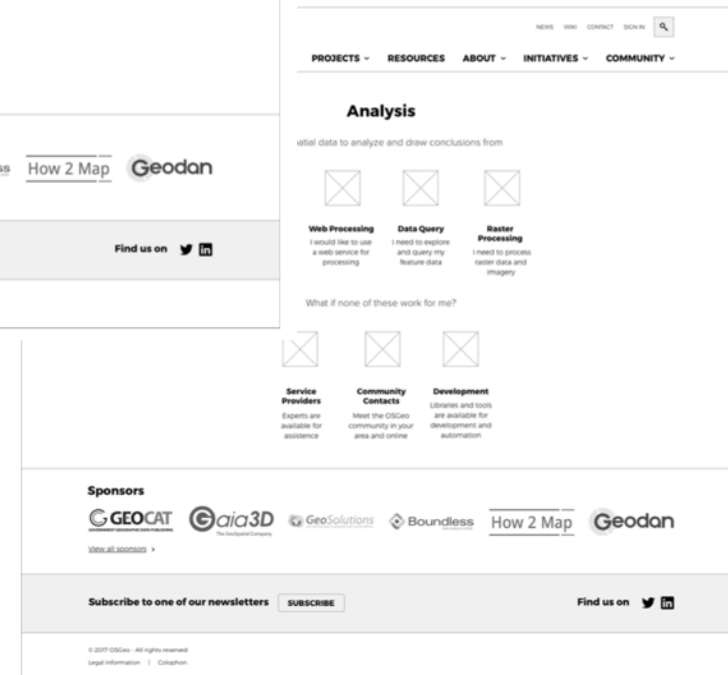 NEWS WIKI CONTACT SIGN IN
PROJECTS RESOURCES ABOUT INITIATIVES COMMUNITY
Analysis
data to analyze and draw conclusions from
Web Processing
I would like to use
a web service for
processing
Data Query
I need to explore
and query my
feature data
Raster
Processing
I need to process
raster data and
imagery
What if none of these work for me?
How 2 Map
Geodan
Find us on
Service
Providers
Experts are
available for
assistence
Community
Contacts
Meet the OSGeo
community in your
area and online
Development
Libraries and tools
are available for
development and
automation
Sponsors
GEOCAT
Gaia3D
The GeoSpatial Company
GeoSolutions
Boundless
How 2 Map
Geodan
View all sponsors
Subscribe to one of our newsletters SUBSCRIBE
Find us on
© 2017 OSGeo - All rights reserved
Legal information | Colophon